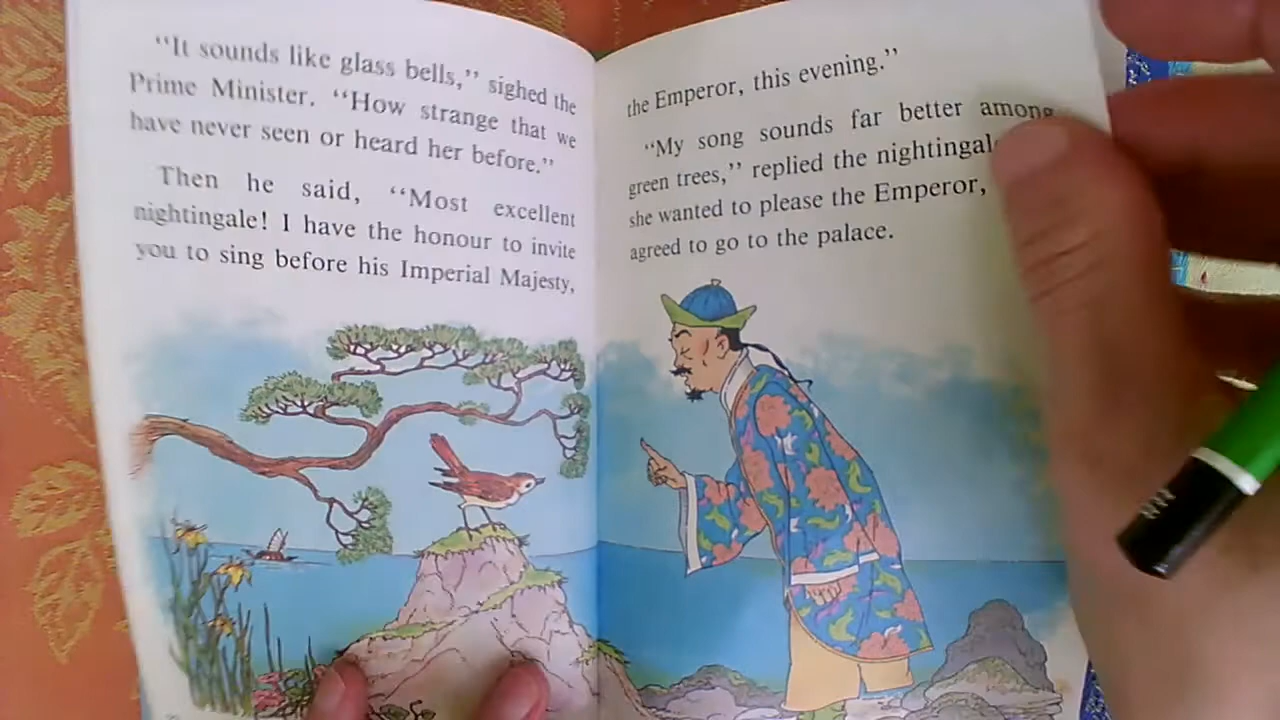 “It sounds like glass bells,” sighed the
Prime Minister. “How strange that we
have never seen or heard her before.”
Then he said, “Most excellent
nightingale! I have the honour to invite
you to sing before his Imperial Majesty,
the Emperor, this evening.”
“My song sounds far better among
green trees,” replied the
she wanted to please the Emperor,
agreed to go to the palace.